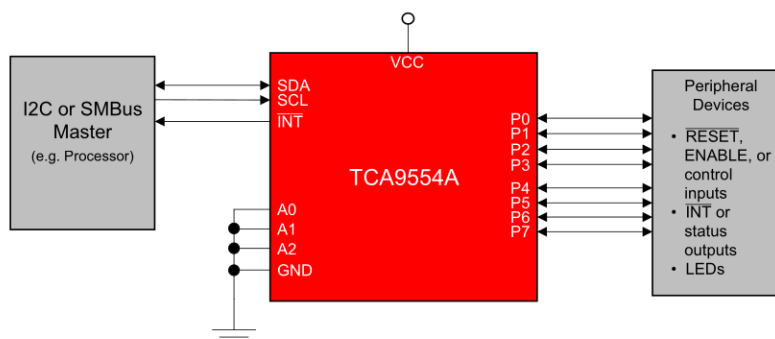 VCC
I2C or SMBus
Master
(e.g. Processor)
SDA
SCL
INT
A0
A1
A2
GND
TCA9554A
P0
P1
P2
P3
P4
P5
P6
P7
Peripheral
Devices
• RESET,
ENABLE, or
control
inputs
• INT or
status
outputs
• LEDs